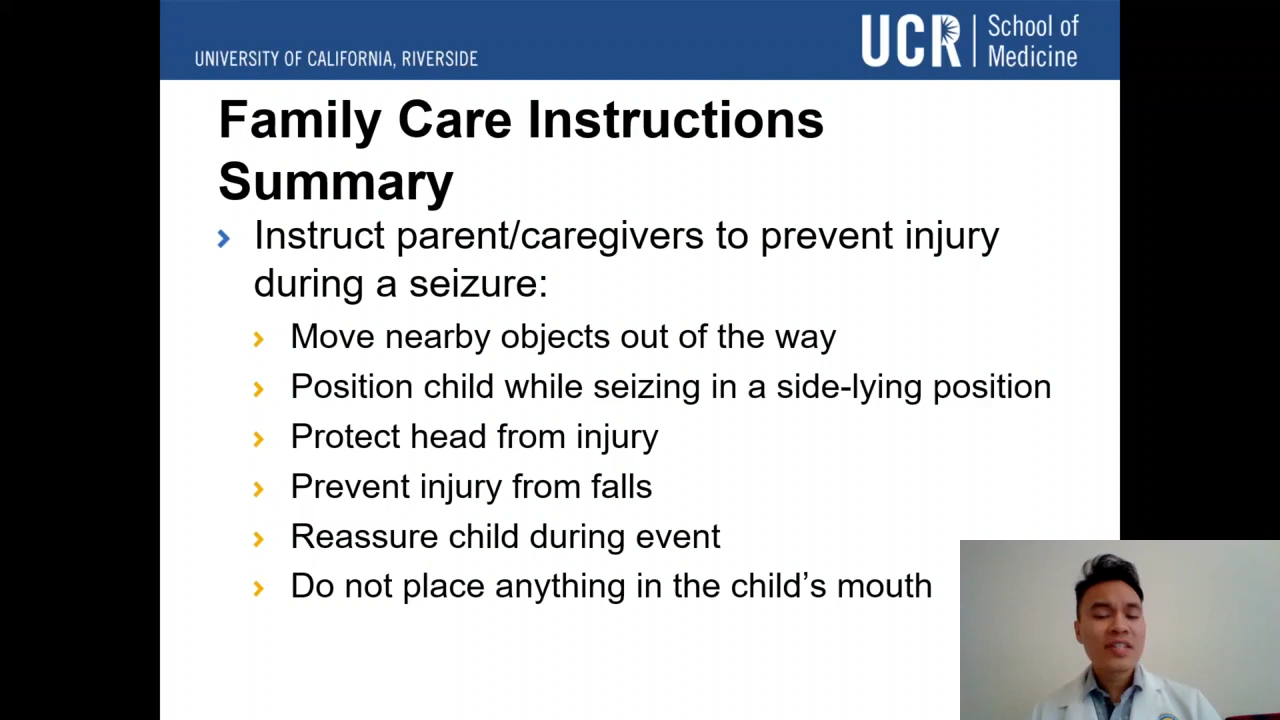 UNIVERSITY OF CALIFORNIA, RIVERSIDE
UCR
School of
Medicine
Family Care Instructions
Summary
Instruct parent/caregivers to prevent injury
during a seizure:
Move nearby objects out of the way
Position child while seizing in a side-lying position
Protect head from injury
Prevent injury from falls
Reassure child during event
Do not place anything in the child’s mouth